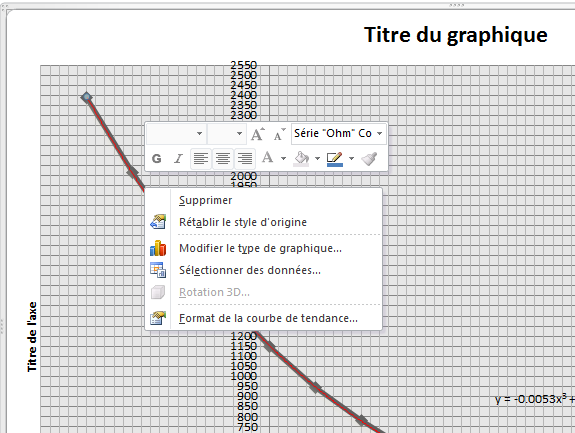 Titre du graphique
2550
2500
2450
2400
2350
2300
Série "Ohm" Co
G I A A A
2000
1950
Supprimer
Rétablir le style d'origine
Modifier le type de graphique...
Sélectionner des données...
Rotation 3D...
Format de la courbe de tendance...
Titre de l'axe
1200
1150
1100
1050
1000
950
900
850
800
750
y = -0.0053x³ +